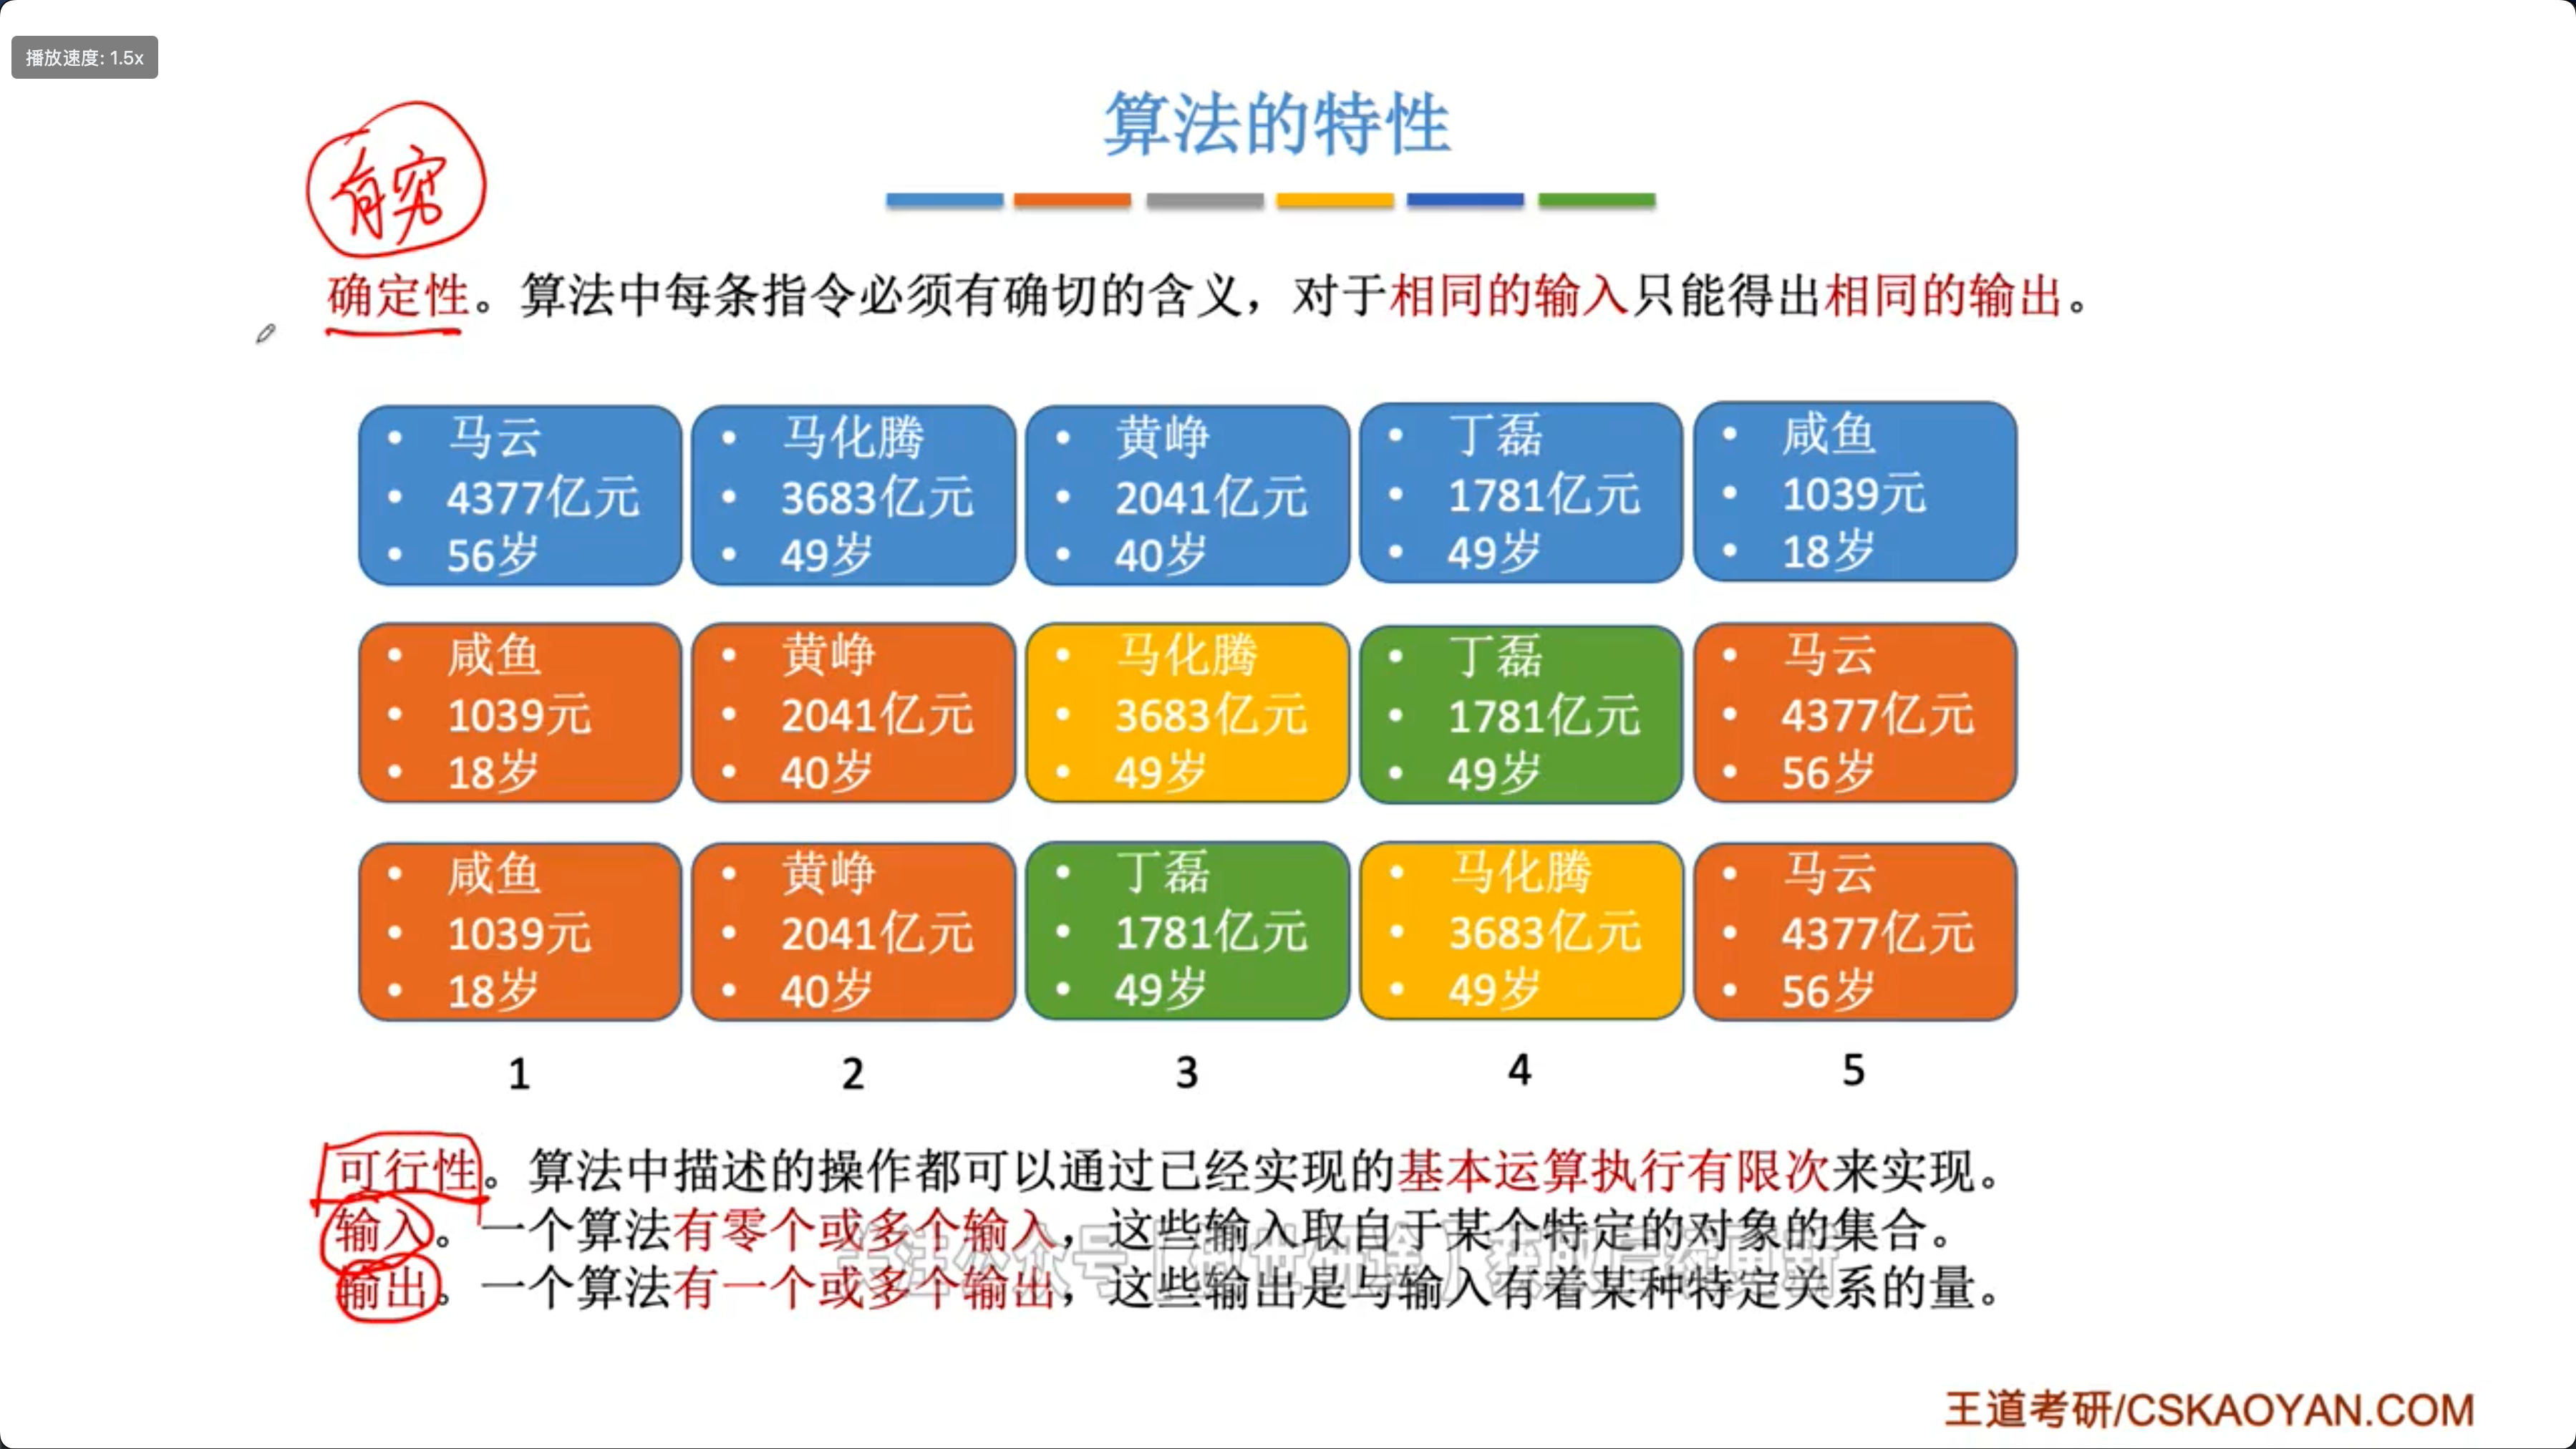 播放速度: 1.5x
算法的特性
有穷
确定性。算法中每条指令必须有确切的含义，对于相同的输入只能得出相同的输出。
• 马云
• 4377亿元
• 56岁
• 马化腾
• 3683亿元
• 49岁
• 黄峥
• 2041亿元
• 40岁
• 丁磊
• 1781亿元
• 49岁
• 咸鱼
• 1039元
• 18岁
• 咸鱼
• 1039元
• 18岁
• 黄峥
• 2041亿元
• 40岁
• 马化腾
• 3683亿元
• 49岁
• 丁磊
• 1781亿元
• 49岁
• 马云
• 4377亿元
• 56岁
• 咸鱼
• 1039元
• 18岁
• 黄峥
• 2041亿元
• 40岁
• 丁磊
• 1781亿元
• 49岁
• 马化腾
• 3683亿元
• 49岁
• 马云
• 4377亿元
• 56岁
1 2 3 4 5
可行性。算法中描述的操作都可以通过已经实现的基本运算执行有限次来实现。
输入。一个算法有零个或多个输入，这些输入取自于某个特定的对象的集合。
输出。一个算法有一个或多个输出，这些输出是与输入有着某种特定关系的量。
王道考研/CSKAOYAN.COM